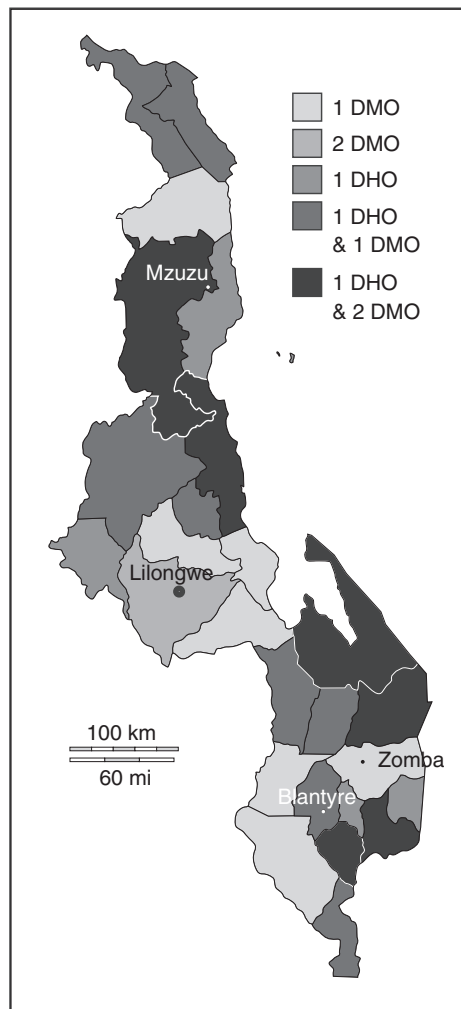 1 DMO
2 DMO
1 DHO
1 DHO
& 1 DMO
Mzuzu
1 DHO
& 2 DMO
Lilongwe
100 km
60 mi
Zomba
Blantyre